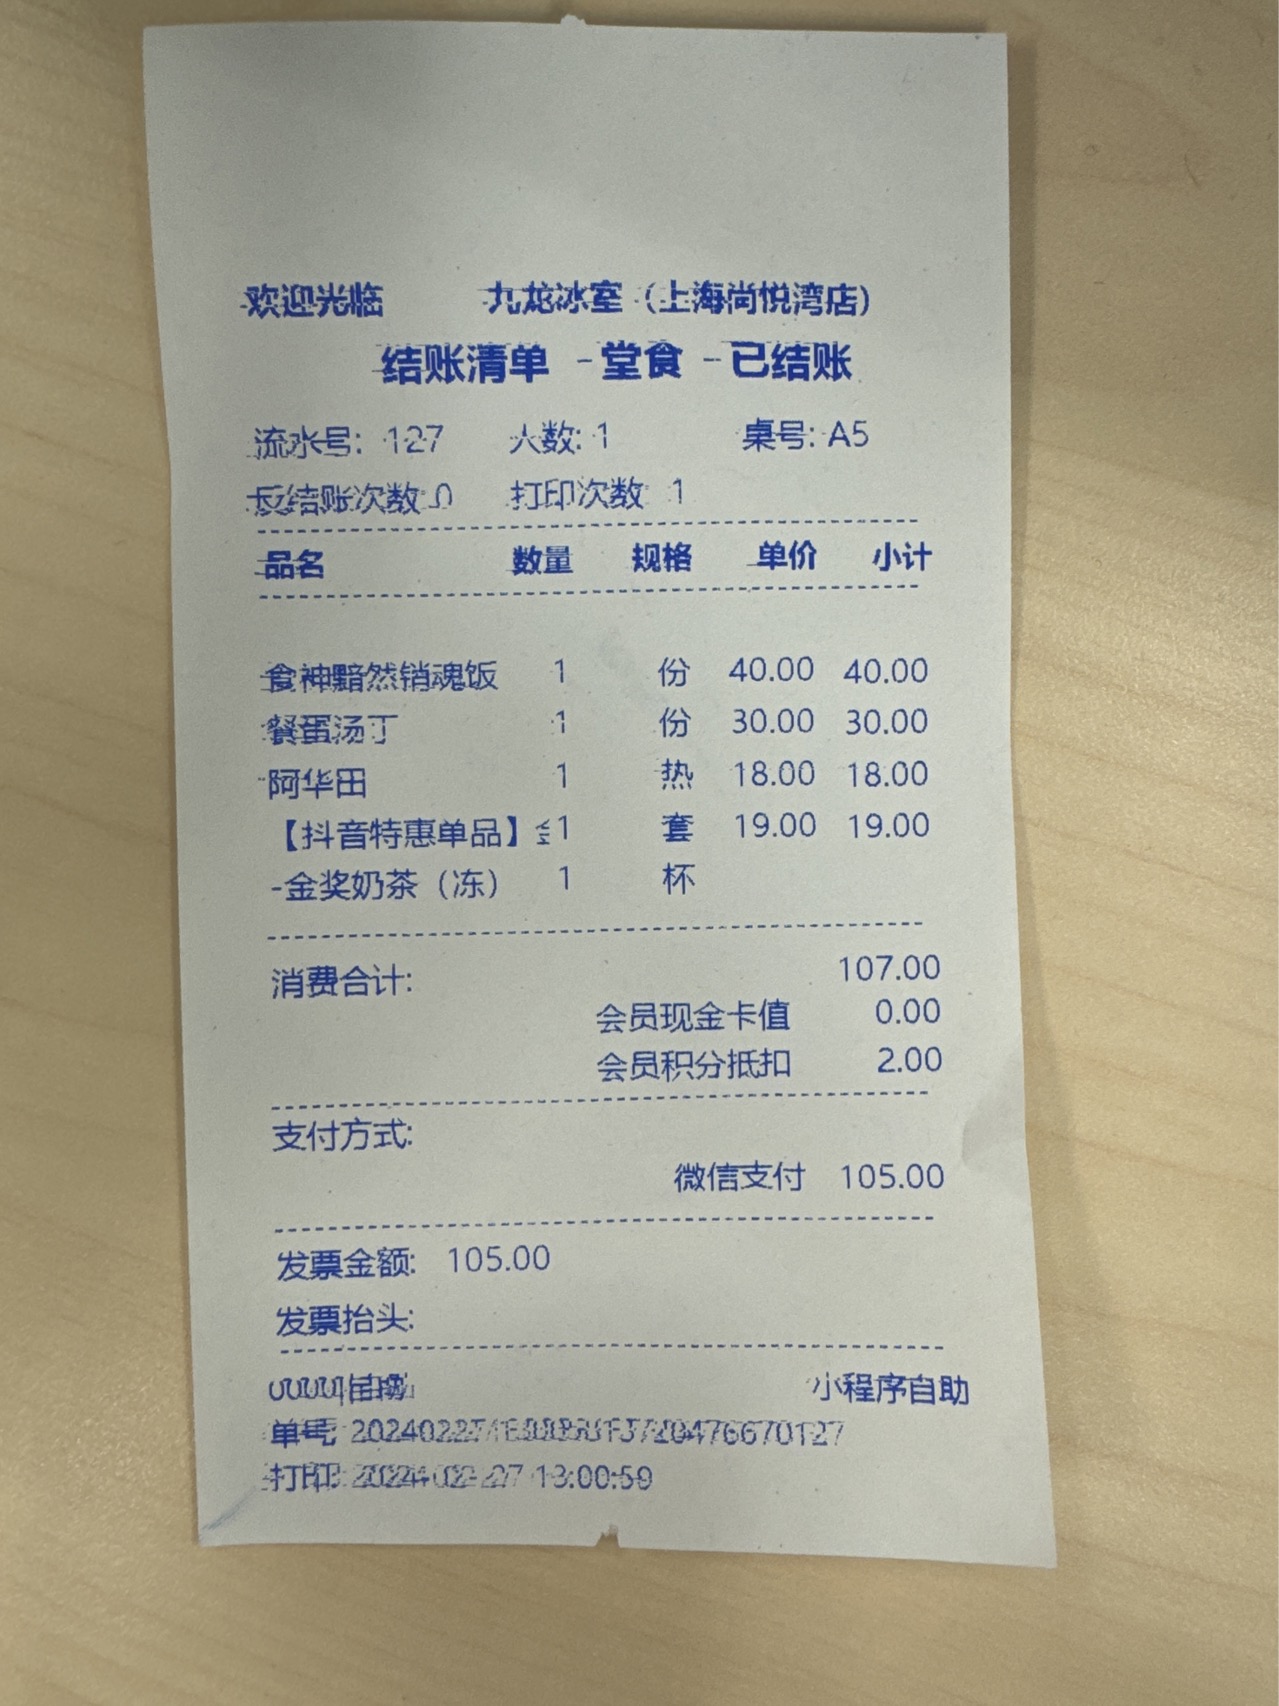 欢迎光临 九龙冰室（上海尚悦湾店）
结账清单 - 堂食 - 已结账
流水号: 127 人数: 1 桌号: A5
反结账次数:0 打印次数: 1
品名 数量 规格 单价 小计
食神黯然销魂饭 1 份 40.00 40.00
餐蛋汤丁 1 份 30.00 30.00
阿华田 1 热 18.00 18.00
【抖音特惠单品】 1 套 19.00 19.00
-金奖奶茶（冻） 1 杯
消费合计: 107.00
会员现金卡值 0.00
会员积分抵扣 2.00
支付方式:
微信支付 105.00
发票金额: 105.00
发票抬头:
小程序自助
单号:
打印: 2024-02-27 13:00:59